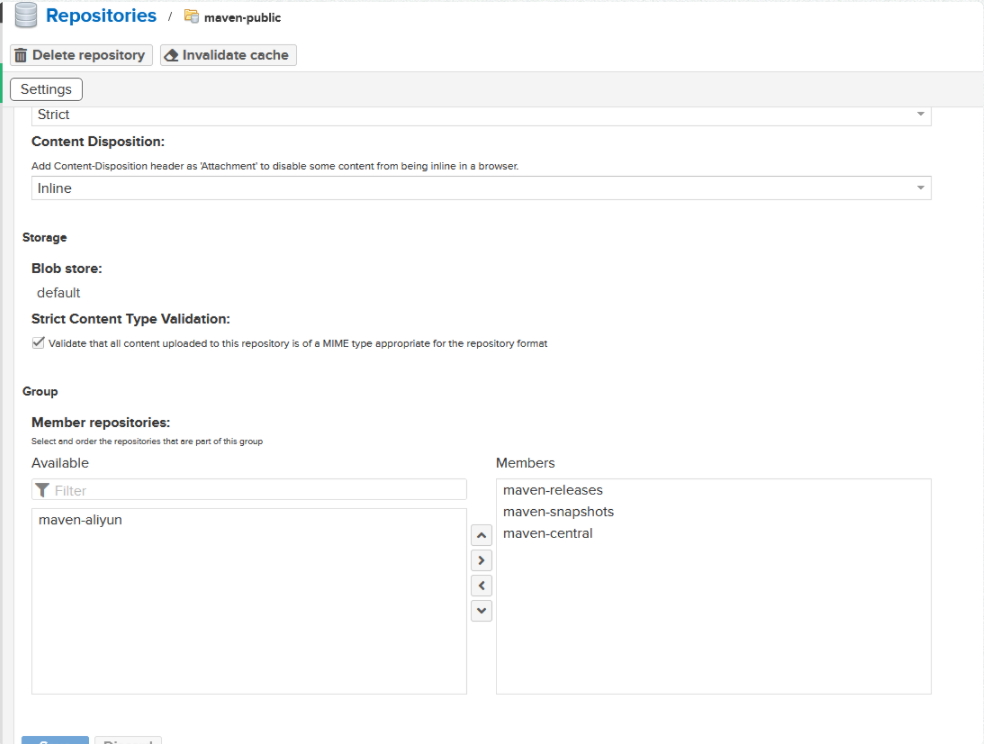 Repositories / maven-public
Delete repository Invalidate cache
Settings
Strict
Content Disposition:
Add Content-Disposition header as 'Attachment' to disable some content from being inline in a browser.
Inline
Storage
Blob store:
default
Strict Content Type Validation:
Validate that all content uploaded to this repository is of a MIME type appropriate for the repository format
Group
Member repositories:
Select and order the repositories that are part of this group
Available Members
Filter
maven-releases
maven-snapshots
maven-central
maven-aliyun